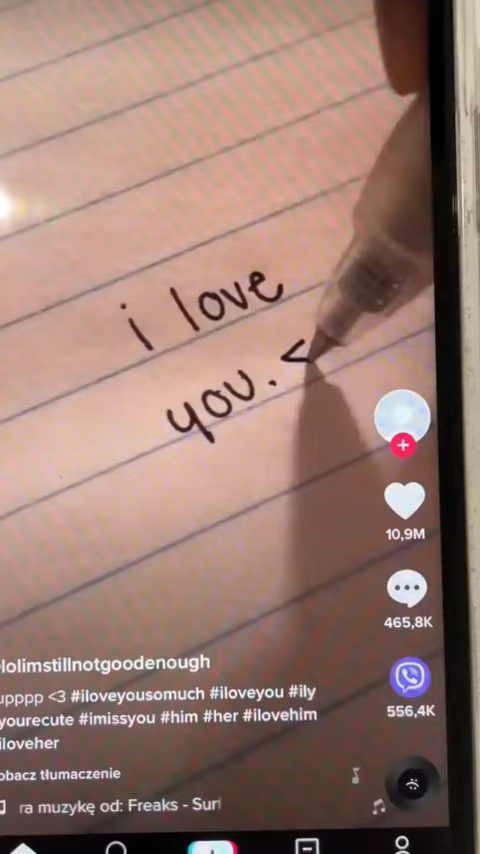 i love
you. <
10,9M
465,8K
lolimstillnotgoodenough
upppp <3 #iloveyousomuch #iloveyou #ily
yourecute #imissyou #him #her #ilovehim
iloveher
556,4K
obacz tłumaczenie
ra muzykę od: Freaks - Sur